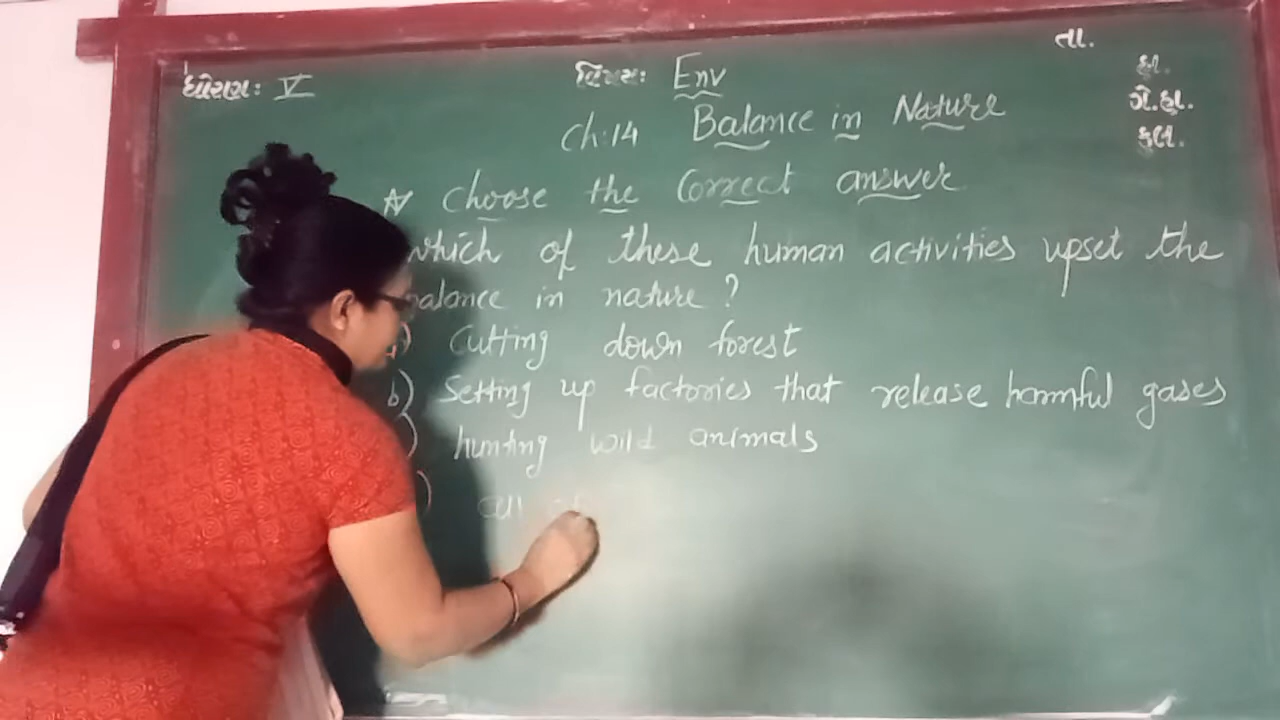 ધોરણ: V
વિષય: Env
તા.
હા.
ગે.હા.
કુલ.
Ch:14 Balance in Nature
☆ Choose the Correct answer
which of these human activities upset the
balance in nature ?
a) Cutting down forest
b) Setting up factories that release harmful gases
) hunting wild animals
) all